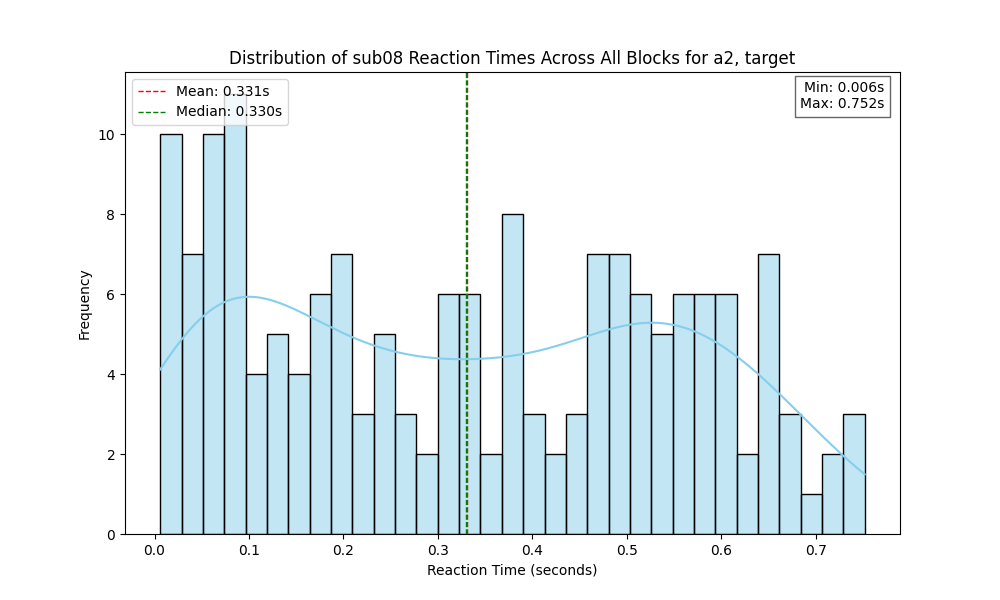 Distribution of sub08 Reaction Times Across All Blocks for a2, target
Mean: 0.331s
Median: 0.330s
Min: 0.006s
Max: 0.752s
Frequency
10
8
6
4
2
0
0.0 0.1 0.2 0.3 0.4 0.5 0.6 0.7
Reaction Time (seconds)